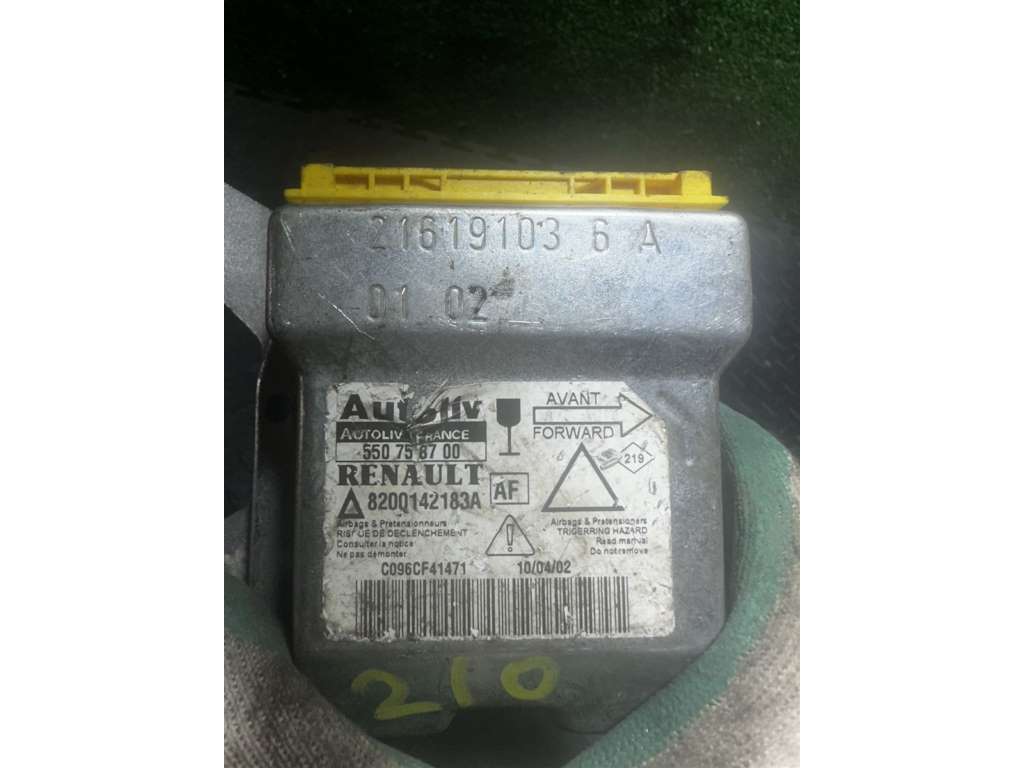 21619103 6 A
01 02
Autoliv
AUTOLIV FRANCE
550 75 87 00
RENAULT
8200142183A
AF
AVANT
FORWARD
219
Airbags & Pretensionneurs
RISQUE DE DECLENCHEMENT
Consulter la notice
Ne pas démonter
Airbags & Pretensioners
TRIGERRING HAZARD
Read manual
Do not remove
C096CF41471
10/04/02
210